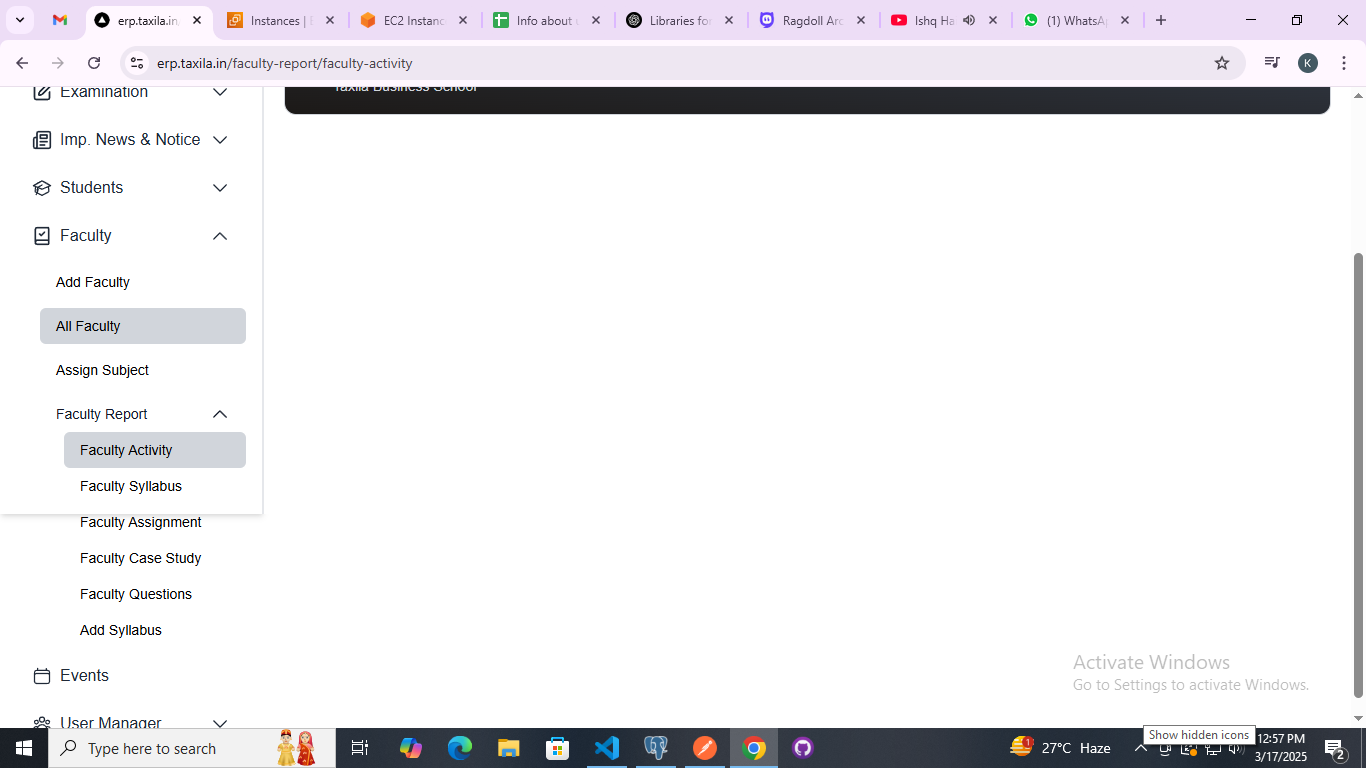 erp.taxila.in
Instances | E
EC2 Instanc
Info about u
Libraries for
Ragdoll Arc
Ishq Ha
(1) WhatsAp
erp.taxila.in/faculty-report/faculty-activity
K
Taxila Business School
Examination
Imp. News & Notice
Students
Faculty
Add Faculty
All Faculty
Assign Subject
Faculty Report
Faculty Activity
Faculty Syllabus
Faculty Assignment
Faculty Case Study
Faculty Questions
Add Syllabus
Events
User Manager
Activate Windows
Go to Settings to activate Windows.
Show hidden icons
Type here to search
1
27°C Haze
12:57 PM
3/17/2025
2